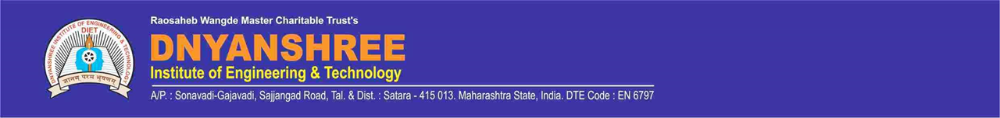 DNYANSHREE INSTITUTE OF ENGINEERING & TECHNOLOGY
DIET
ज्ञानम् परम भूषणम्
Raosaheb Wangde Master Charitable Trust's
DNYANSHREE
Institute of Engineering & Technology
A/P. : Sonavadi-Gajavadi, Sajjangad Road, Tal. & Dist. : Satara - 415 013. Maharashtra State, India. DTE Code : EN 6797